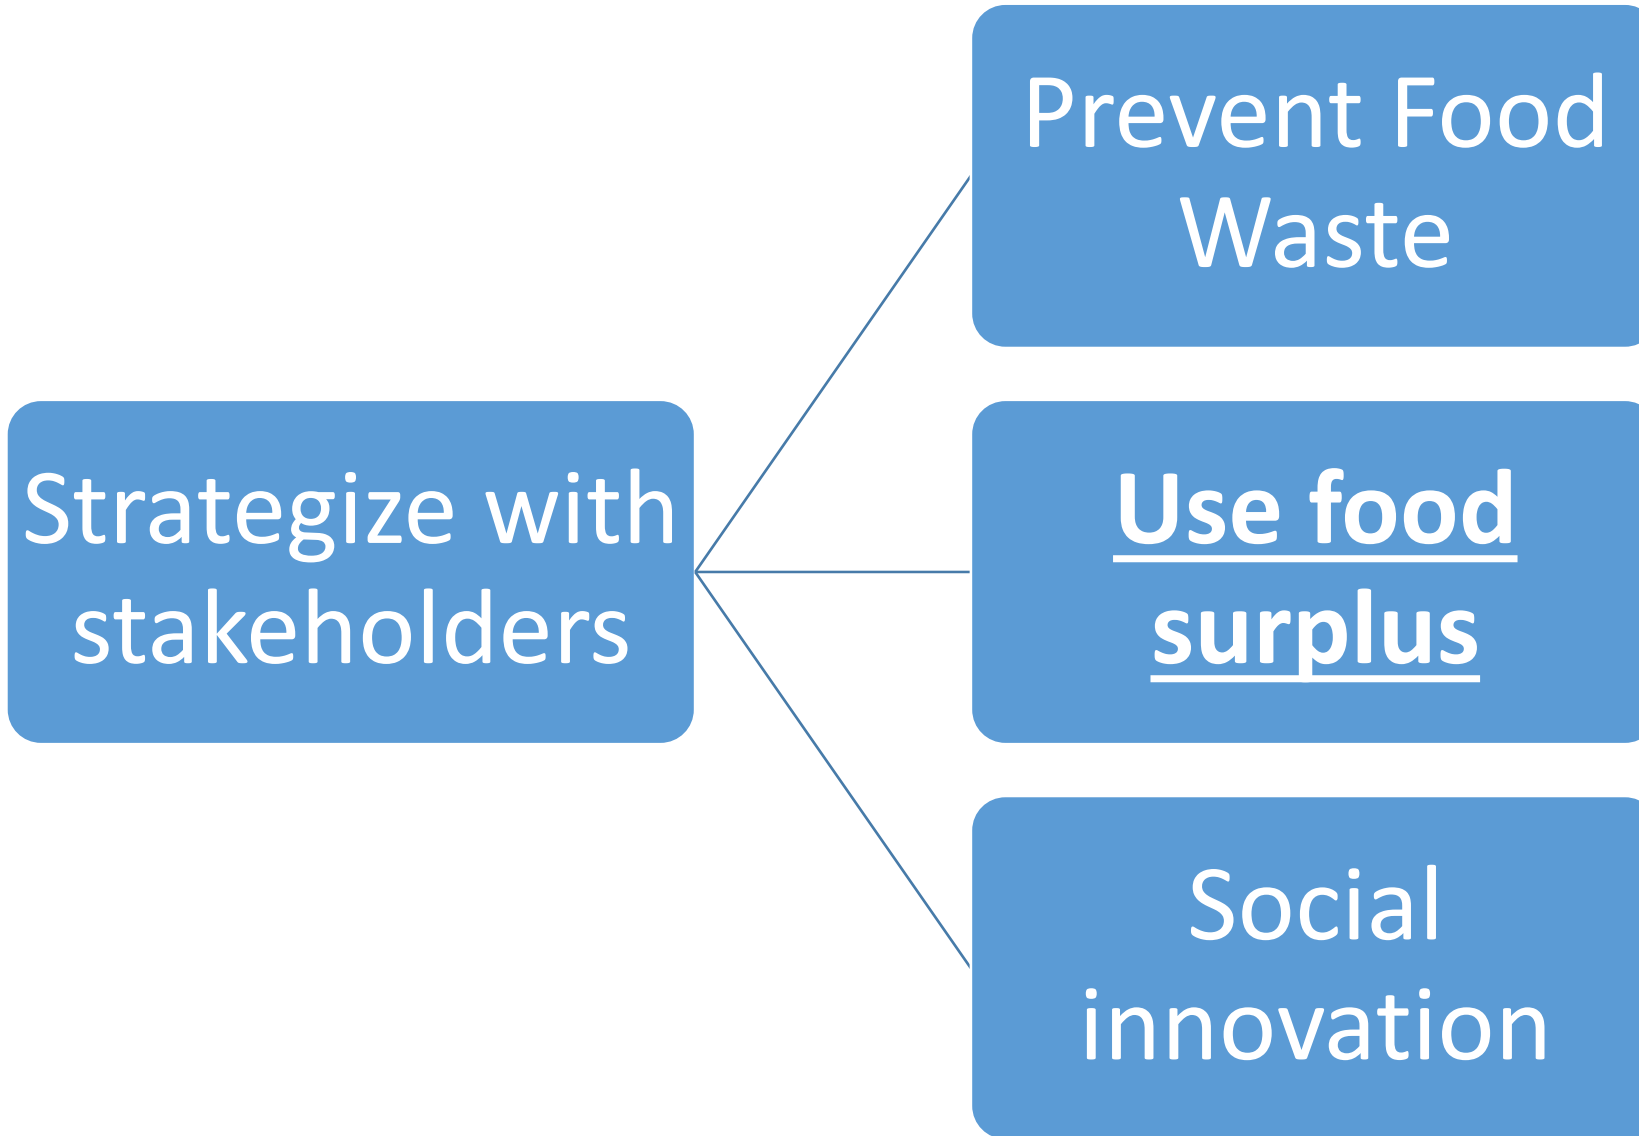 Prevent Food
Waste
Strategize with
stakeholders
Use food
surplus
Social
innovation